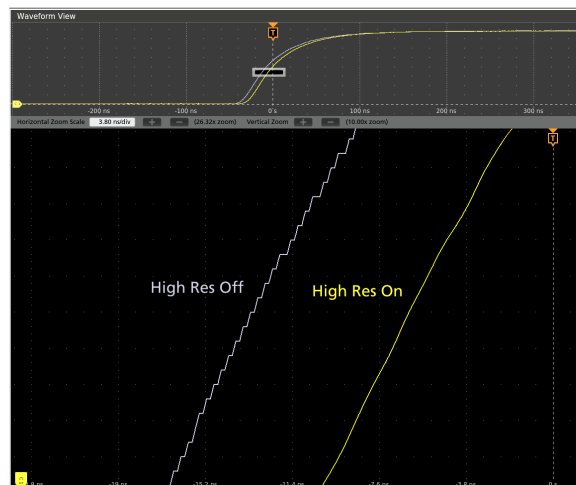 Waveform View
T
-200 ns -100 ns 0 s 100 ns 200 ns 300 ns
Horizontal Zoom Scale 3.80 ns/div + − (26.32x zoom) Vertical Zoom + − (10.00x zoom)
T
High Res Off
High Res On
-19 ns -15.2 ns -11.4 ns -7.6 ns -3.8 ns 0 s